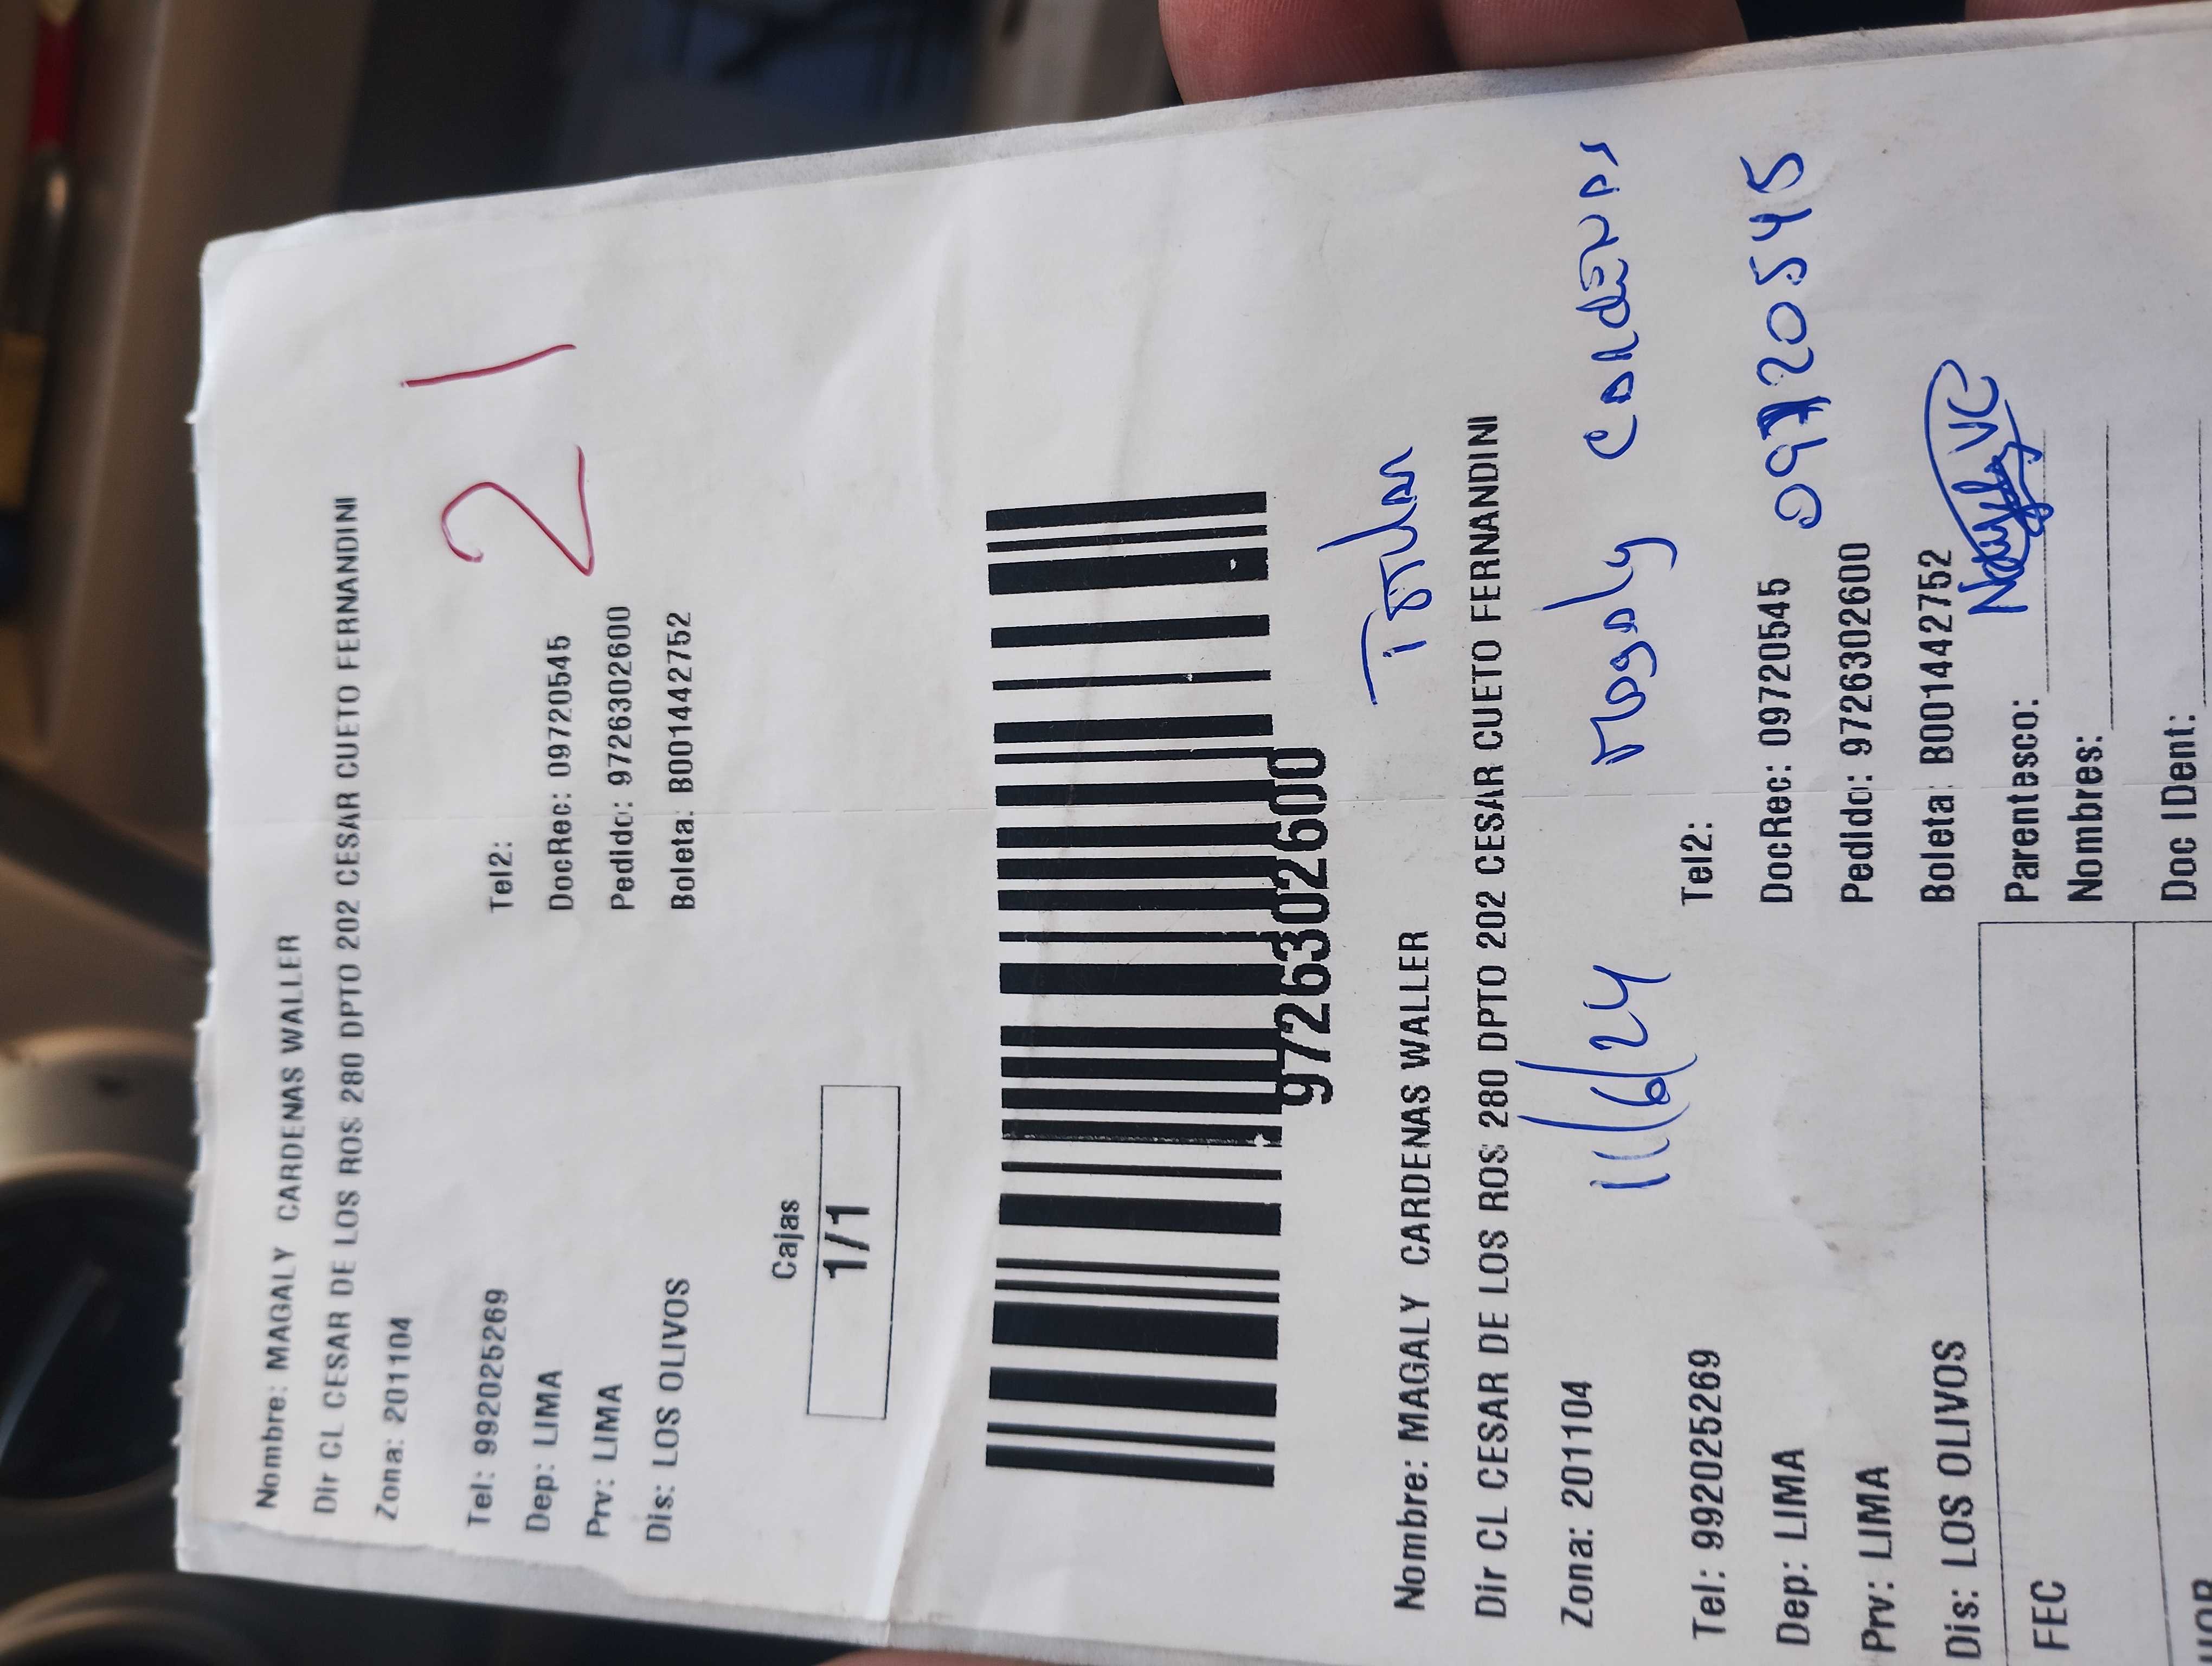 Nombre: MAGALY CARDENAS WALLER
Dir CL CESAR DE LOS ROS 280 DPTO 202 CESAR CUETO FERNANDINI
Zona: 201104
21
Tel: 992025269 Tel2:
Dep: LIMA DocRec: 09720545
Prv: LIMA Pedido: 9726302600
Dis: LOS OLIVOS Boleta: B001442752
Cajas
1/1
9726302600
Titular
Nombre: MAGALY CARDENAS WALLER
Dir CL CESAR DE LOS ROS 280 DPTO 202 CESAR CUETO FERNANDINI
Zona: 201104 11/6/24 Magaly Cardenas
Tel: 992025269 Tel2:
09720545
Dep: LIMA DocRec: 09720545
Prv: LIMA Pedido: 9726302600
Dis: LOS OLIVOS Boleta: B001442752
FEC Parentesco:
Nombres:
Doc IDent: